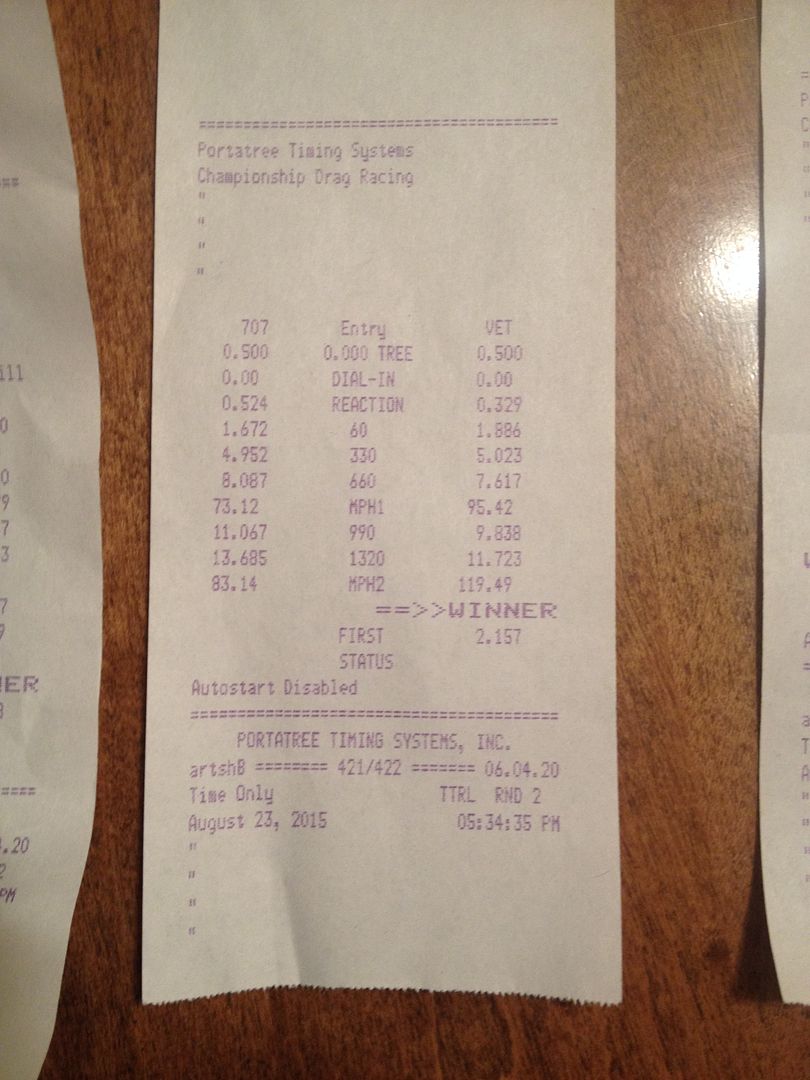 =======================================
Portatree Timing Systems
Championship Drag Racing
"
"
"
"
707 Entry VET
0.500 0.000 TREE 0.500
0.00 DIAL-IN 0.00
0.524 REACTION 0.329
1.672 60 1.886
4.952 330 5.023
8.087 660 7.617
73.12 MPH1 95.42
11.067 990 9.838
13.685 1320 11.723
83.14 MPH2 119.49
==>>WINNER
FIRST 2.157
STATUS
Autostart Disabled
=======================================
PORTATREE TIMING SYSTEMS, INC.
artshB ======== 421/422 ======= 06.04.20
Time Only TTRL RND 2
August 23, 2015 05:34:35 PM
"
"
"
"